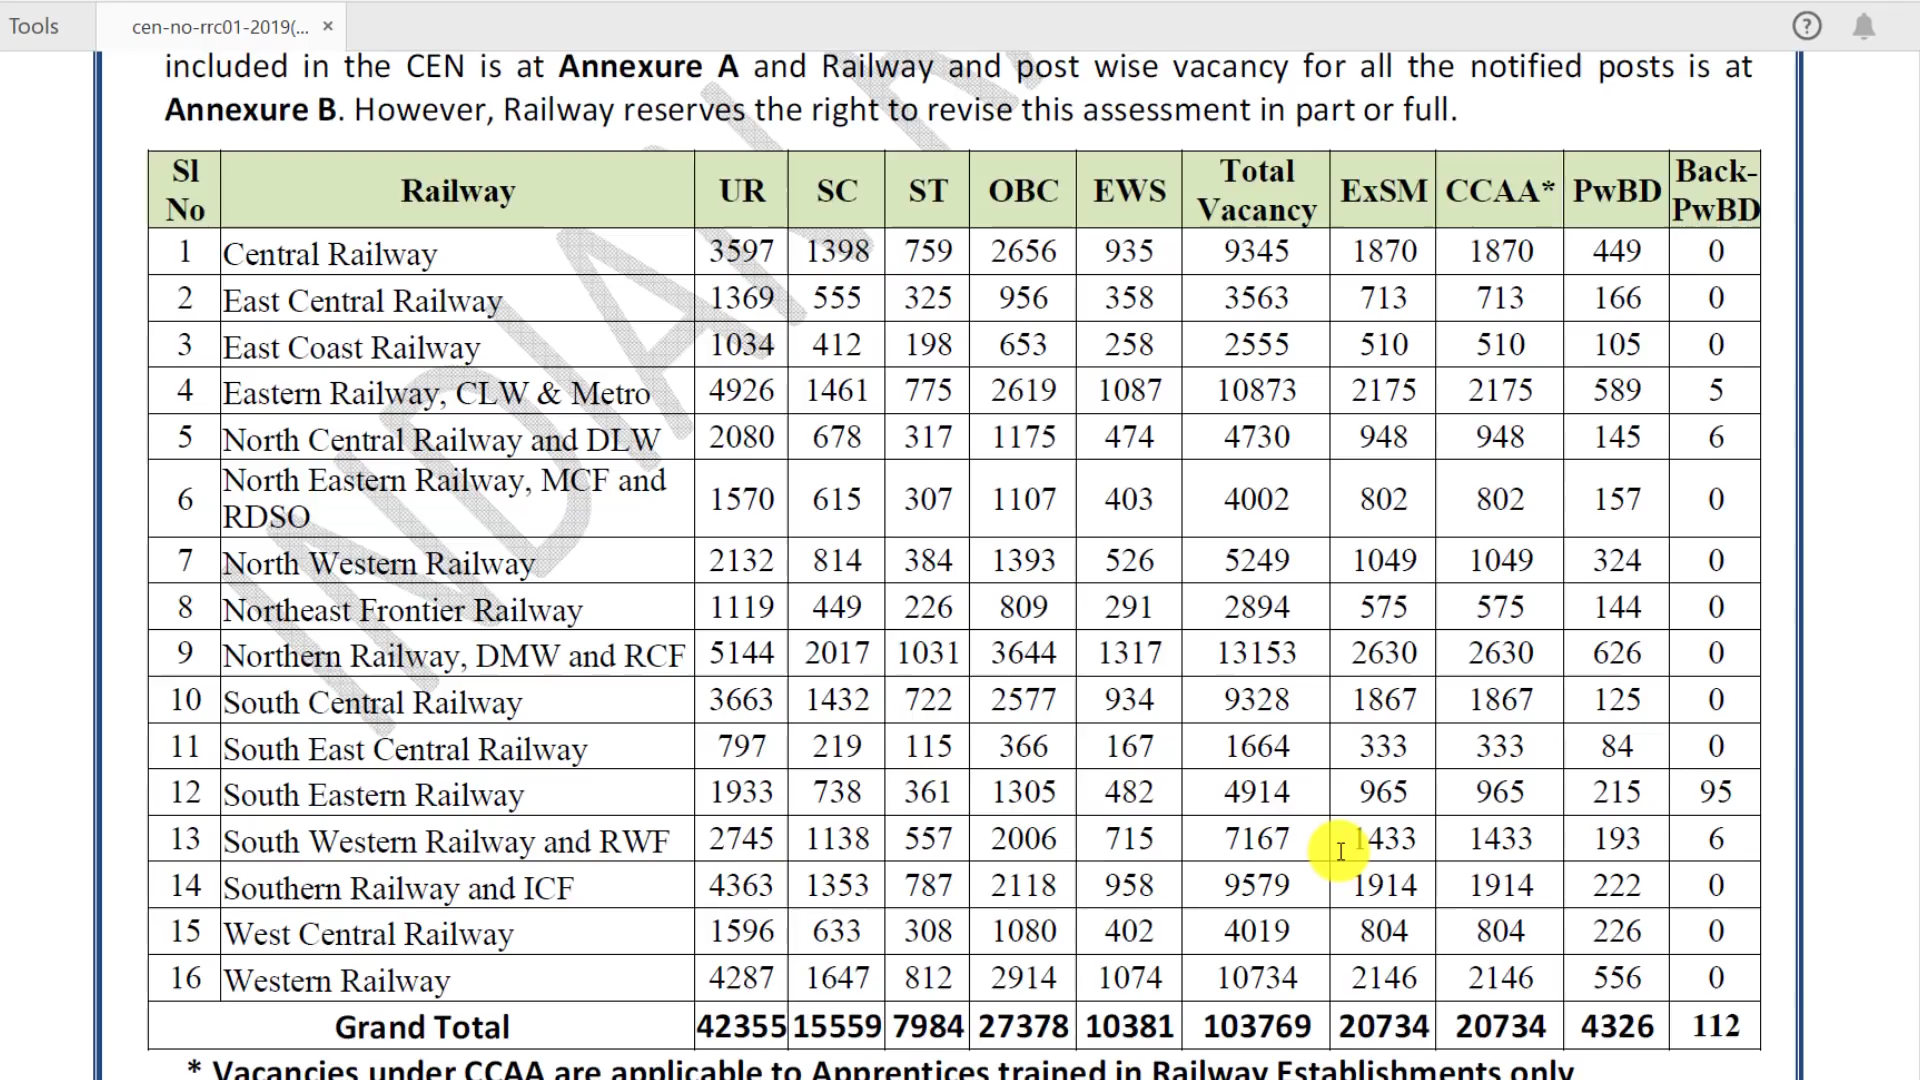 Tools
cen-no-rrc01-2019(... ×
included in the CEN is at Annexure A and Railway and post wise vacancy for all the notified posts is at
Annexure B. However, Railway reserves the right to revise this assessment in part or full.
Sl No Railway UR SC ST OBC EWS Total Vacancy ExSM CCAA* PwBD Back-PwBD
1 Central Railway 3597 1398 759 2656 935 9345 1870 1870 449 0
2 East Central Railway 1369 555 325 956 358 3563 713 713 166 0
3 East Coast Railway 1034 412 198 653 258 2555 510 510 105 0
4 Eastern Railway, CLW & Metro 4926 1461 775 2619 1087 10873 2175 2175 589 5
5 North Central Railway and DLW 2080 678 317 1175 474 4730 948 948 145 6
6 North Eastern Railway, MCF and RDSO 1570 615 307 1107 403 4002 802 802 157 0
7 North Western Railway 2132 814 384 1393 526 5249 1049 1049 324 0
8 Northeast Frontier Railway 1119 449 226 809 291 2894 575 575 144 0
9 Northern Railway, DMW and RCF 5144 2017 1031 3644 1317 13153 2630 2630 626 0
10 South Central Railway 3663 1432 722 2577 934 9328 1867 1867 125 0
11 South East Central Railway 797 219 115 366 167 1664 333 333 84 0
12 South Eastern Railway 1933 738 361 1305 482 4914 965 965 215 95
13 South Western Railway and RWF 2745 1138 557 2006 715 7167 1433 1433 193 6
14 Southern Railway and ICF 4363 1353 787 2118 958 9579 1914 1914 222 0
15 West Central Railway 1596 633 308 1080 402 4019 804 804 226 0
16 Western Railway 4287 1647 812 2914 1074 10734 2146 2146 556 0
Grand Total 42355 15559 7984 27378 10381 103769 20734 20734 4326 112
* Vacancies under CCAA are applicable to Apprentices trained in Railway Establishments only
INDIAN